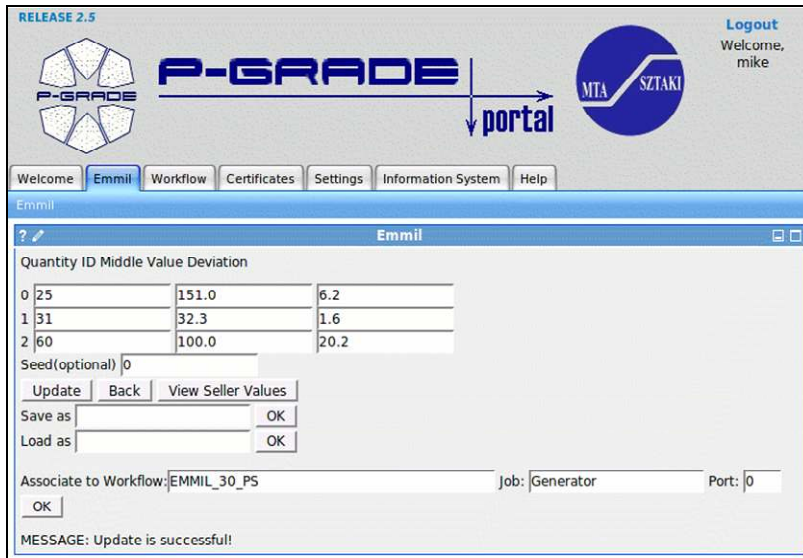 RELEASE 2.5
Logout
Welcome,
mike
P-GRADE
P-GRADE
portal
MTA SZTAKI
Welcome Emmil Workflow Certificates Settings Information System Help
Emmil
? Emmil
Quantity ID Middle Value Deviation
0 25 151.0 6.2
1 31 32.3 1.6
2 60 100.0 20.2
Seed(optional) 0
Update Back View Seller Values
Save as OK
Load as OK
Associate to Workflow: EMMIL_30_PS Job: Generator Port: 0
OK
MESSAGE: Update is successful!